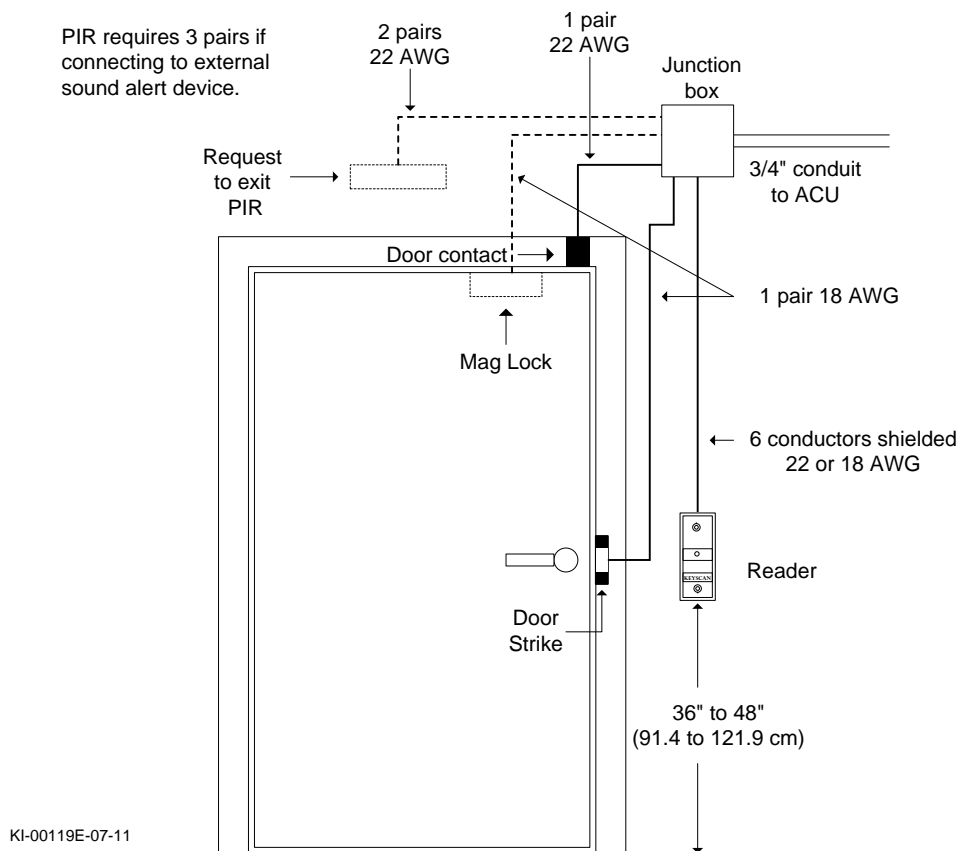 PIR requires 3 pairs if
connecting to external
sound alert device.
2 pairs
22 AWG
1 pair
22 AWG
Junction
box
Request
to exit
PIR
3/4" conduit
to ACU
Door contact
1 pair 18 AWG
Mag Lock
6 conductors shielded
22 or 18 AWG
KEYSCAN
Reader
Door
Strike
36" to 48"
(91.4 to 121.9 cm)
KI-00119E-07-11